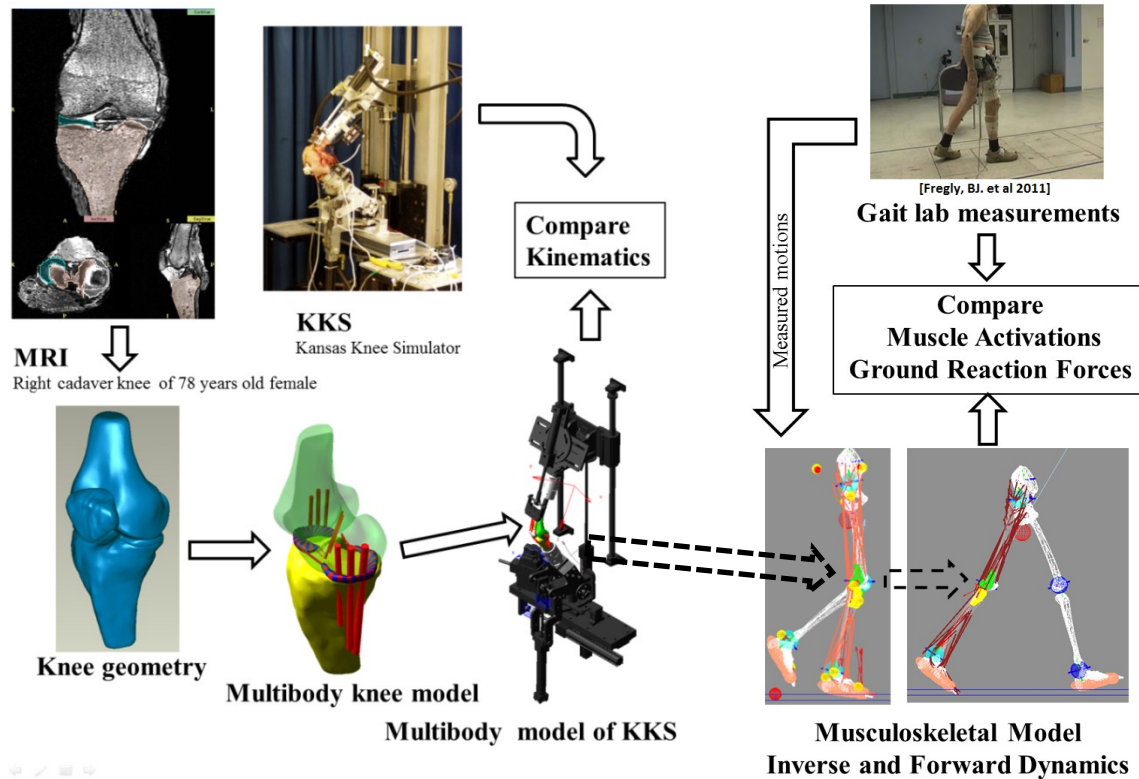 [Fregly, BJ. et al 2011]
Gait lab measurements
Compare
Kinematics
Measured motions
KKS
Kansas Knee Simulator
Compare
Muscle Activations
Ground Reaction Forces
MRI
Right cadaver knee of 78 years old female
Knee geometry
Multibody knee model
Multibody model of KKS
Musculoskeletal Model
Inverse and Forward Dynamics